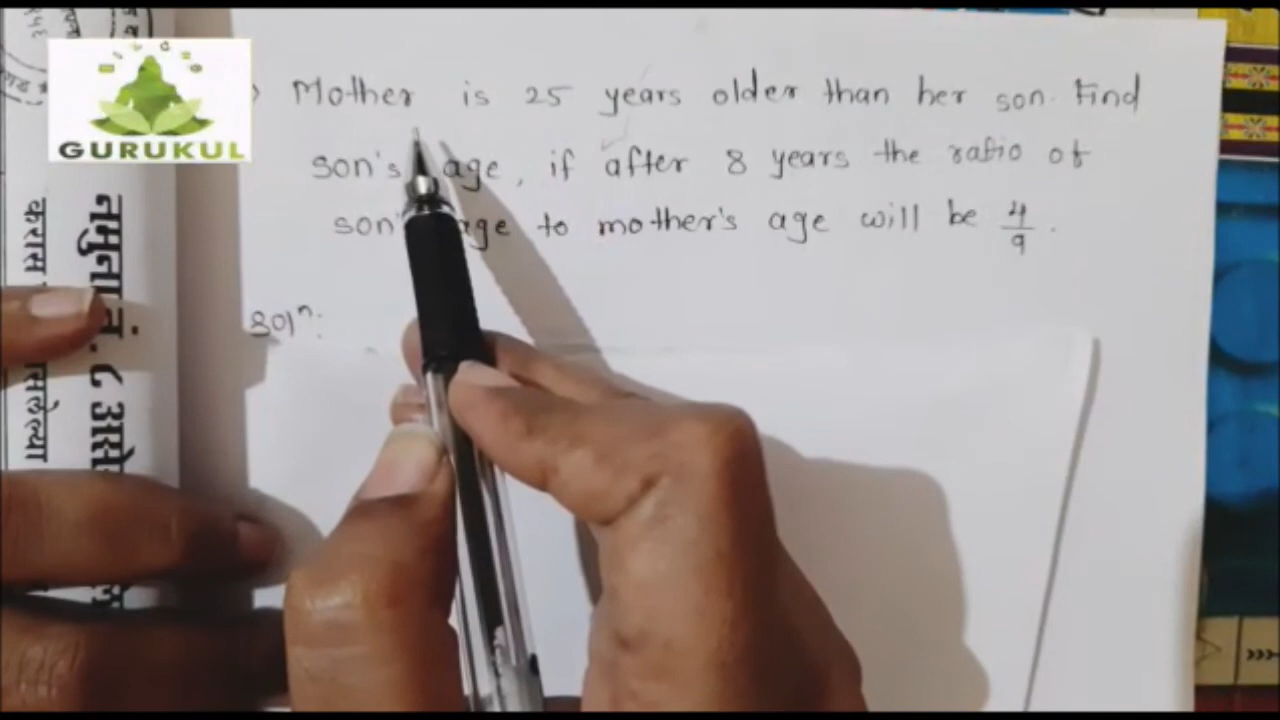 GURUKUL
Mother is 25 years older than her son. Find
son's age, if after 8 years the ratio of
son's age to mother's age will be 4/9.
Solⁿ:
नमुना नं. ८ अ
करास